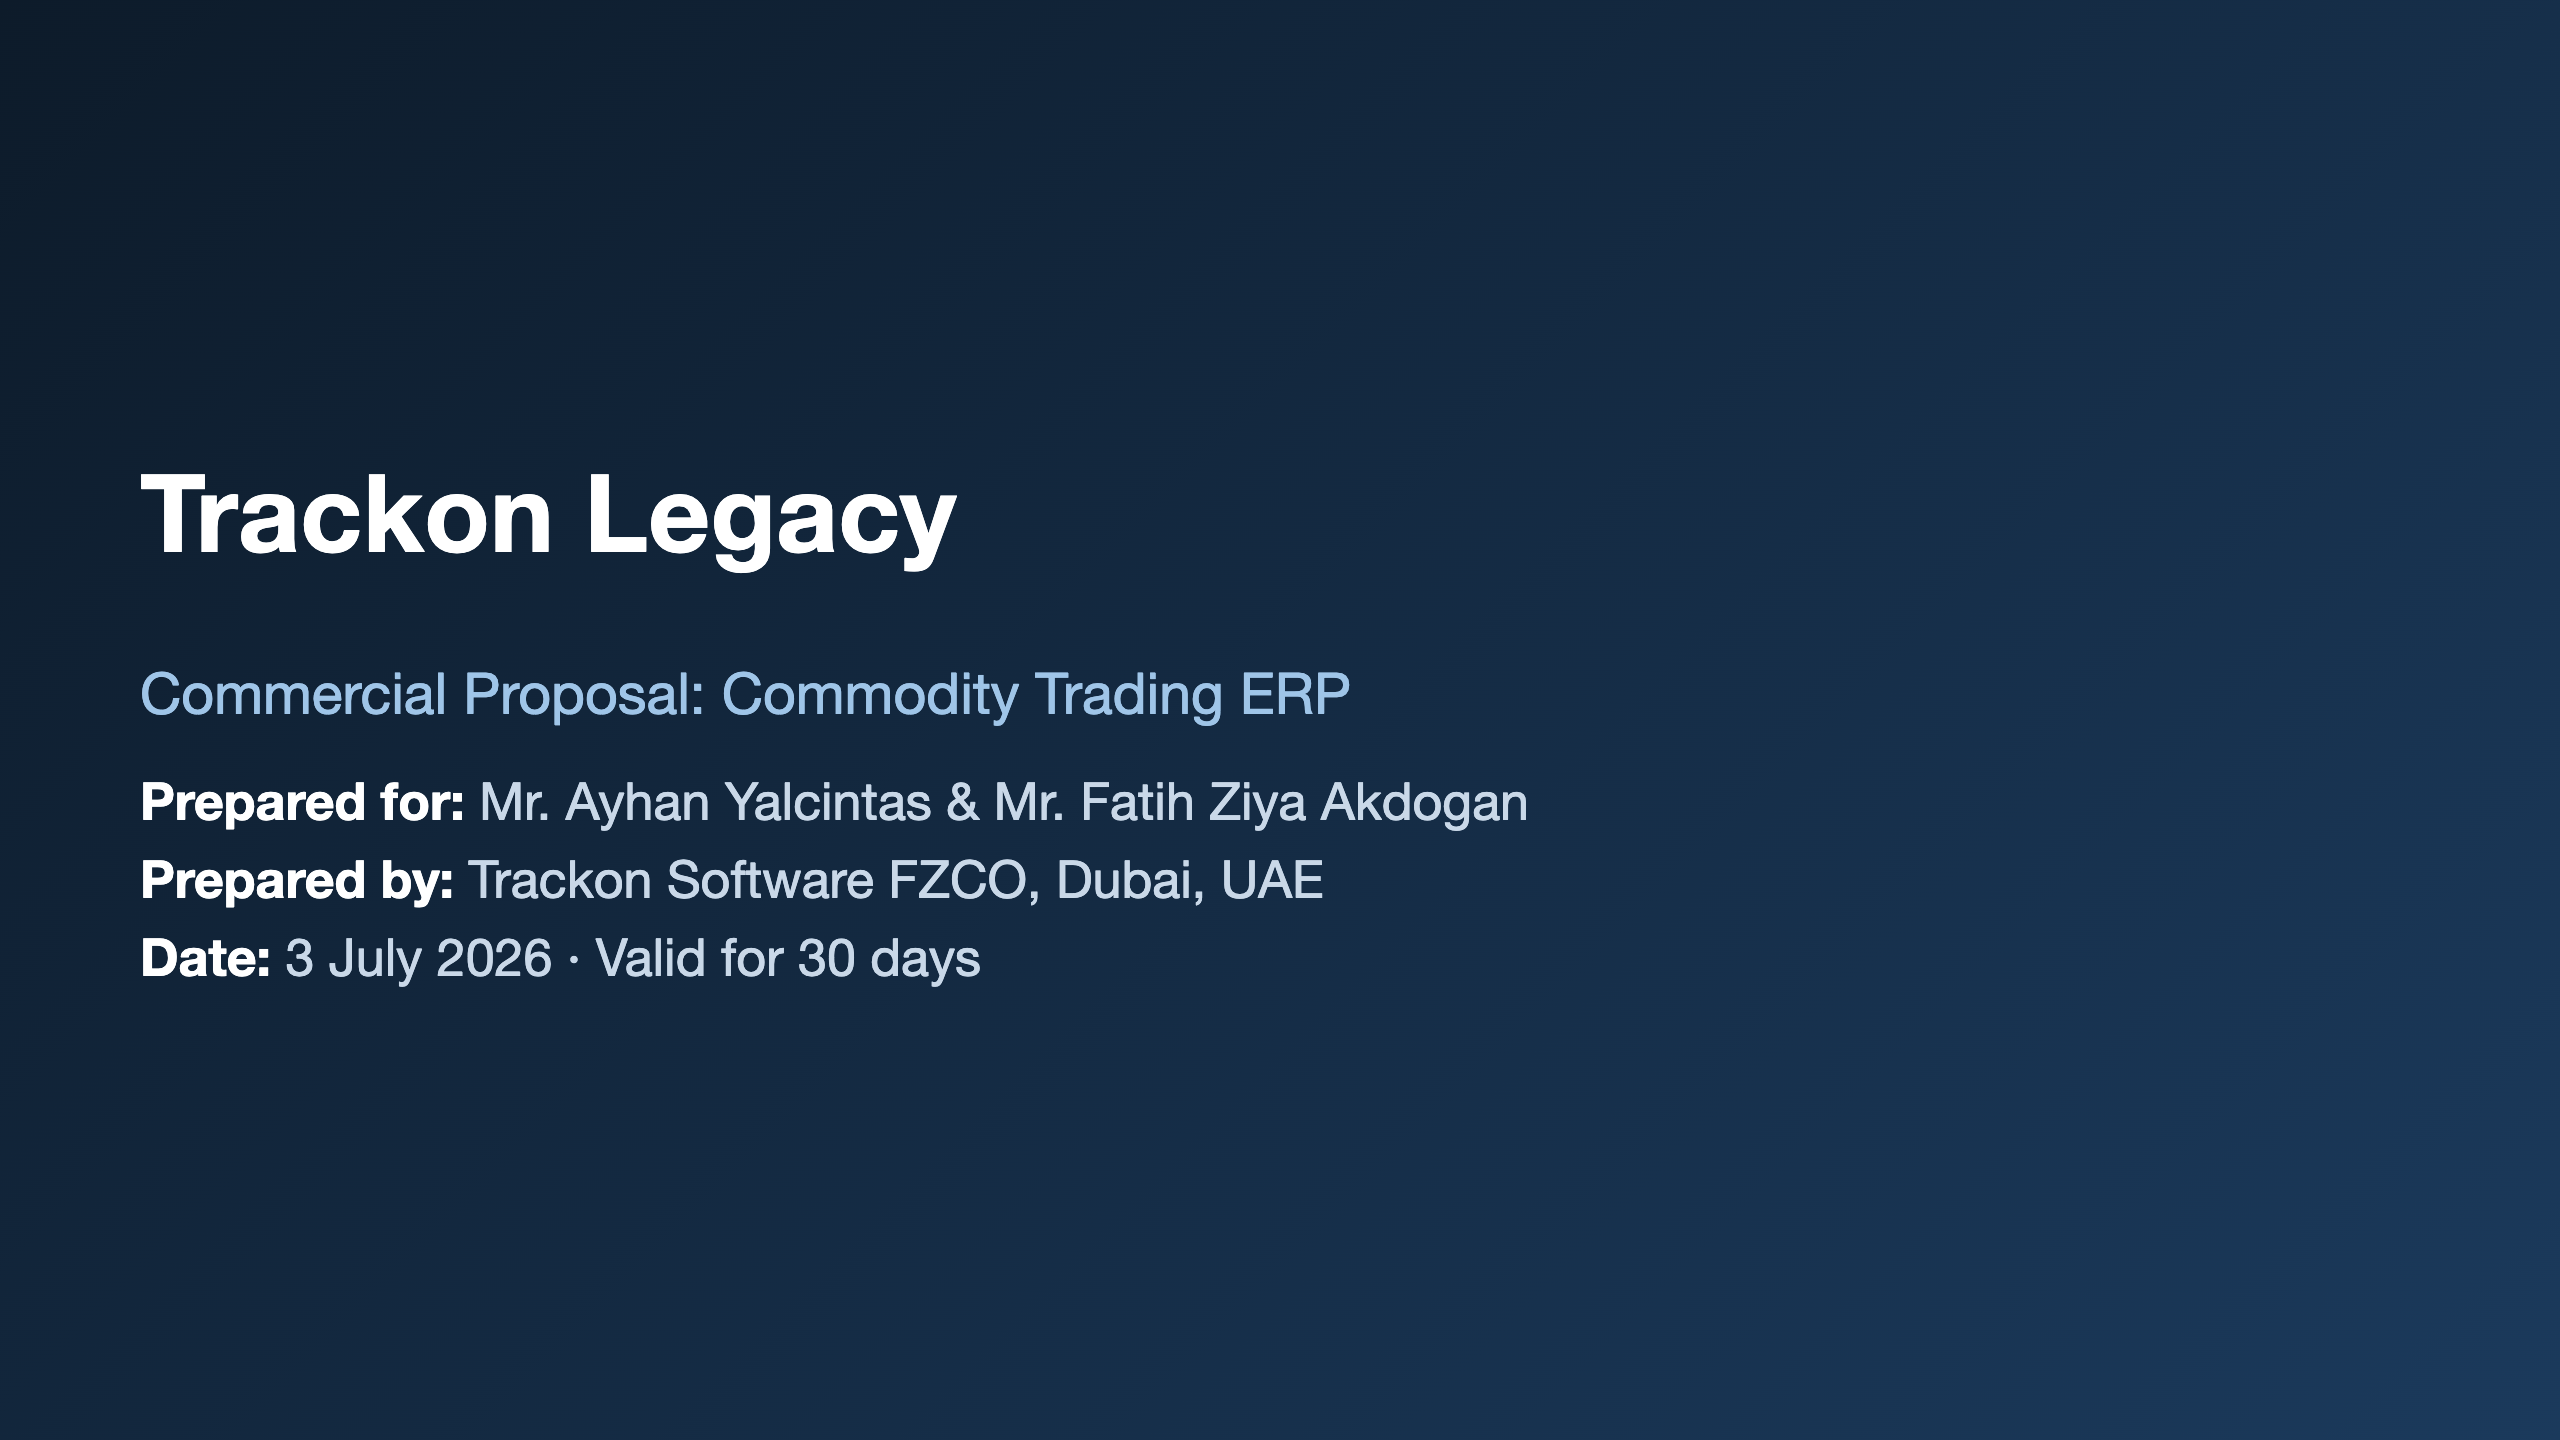 Trackon Legacy
Commercial Proposal: Commodity Trading ERP
Prepared for: Mr. Ayhan Yalcintas & Mr. Fatih Ziya Akdogan
Prepared by: Trackon Software FZCO, Dubai, UAE
Date: 3 July 2026 · Valid for 30 days